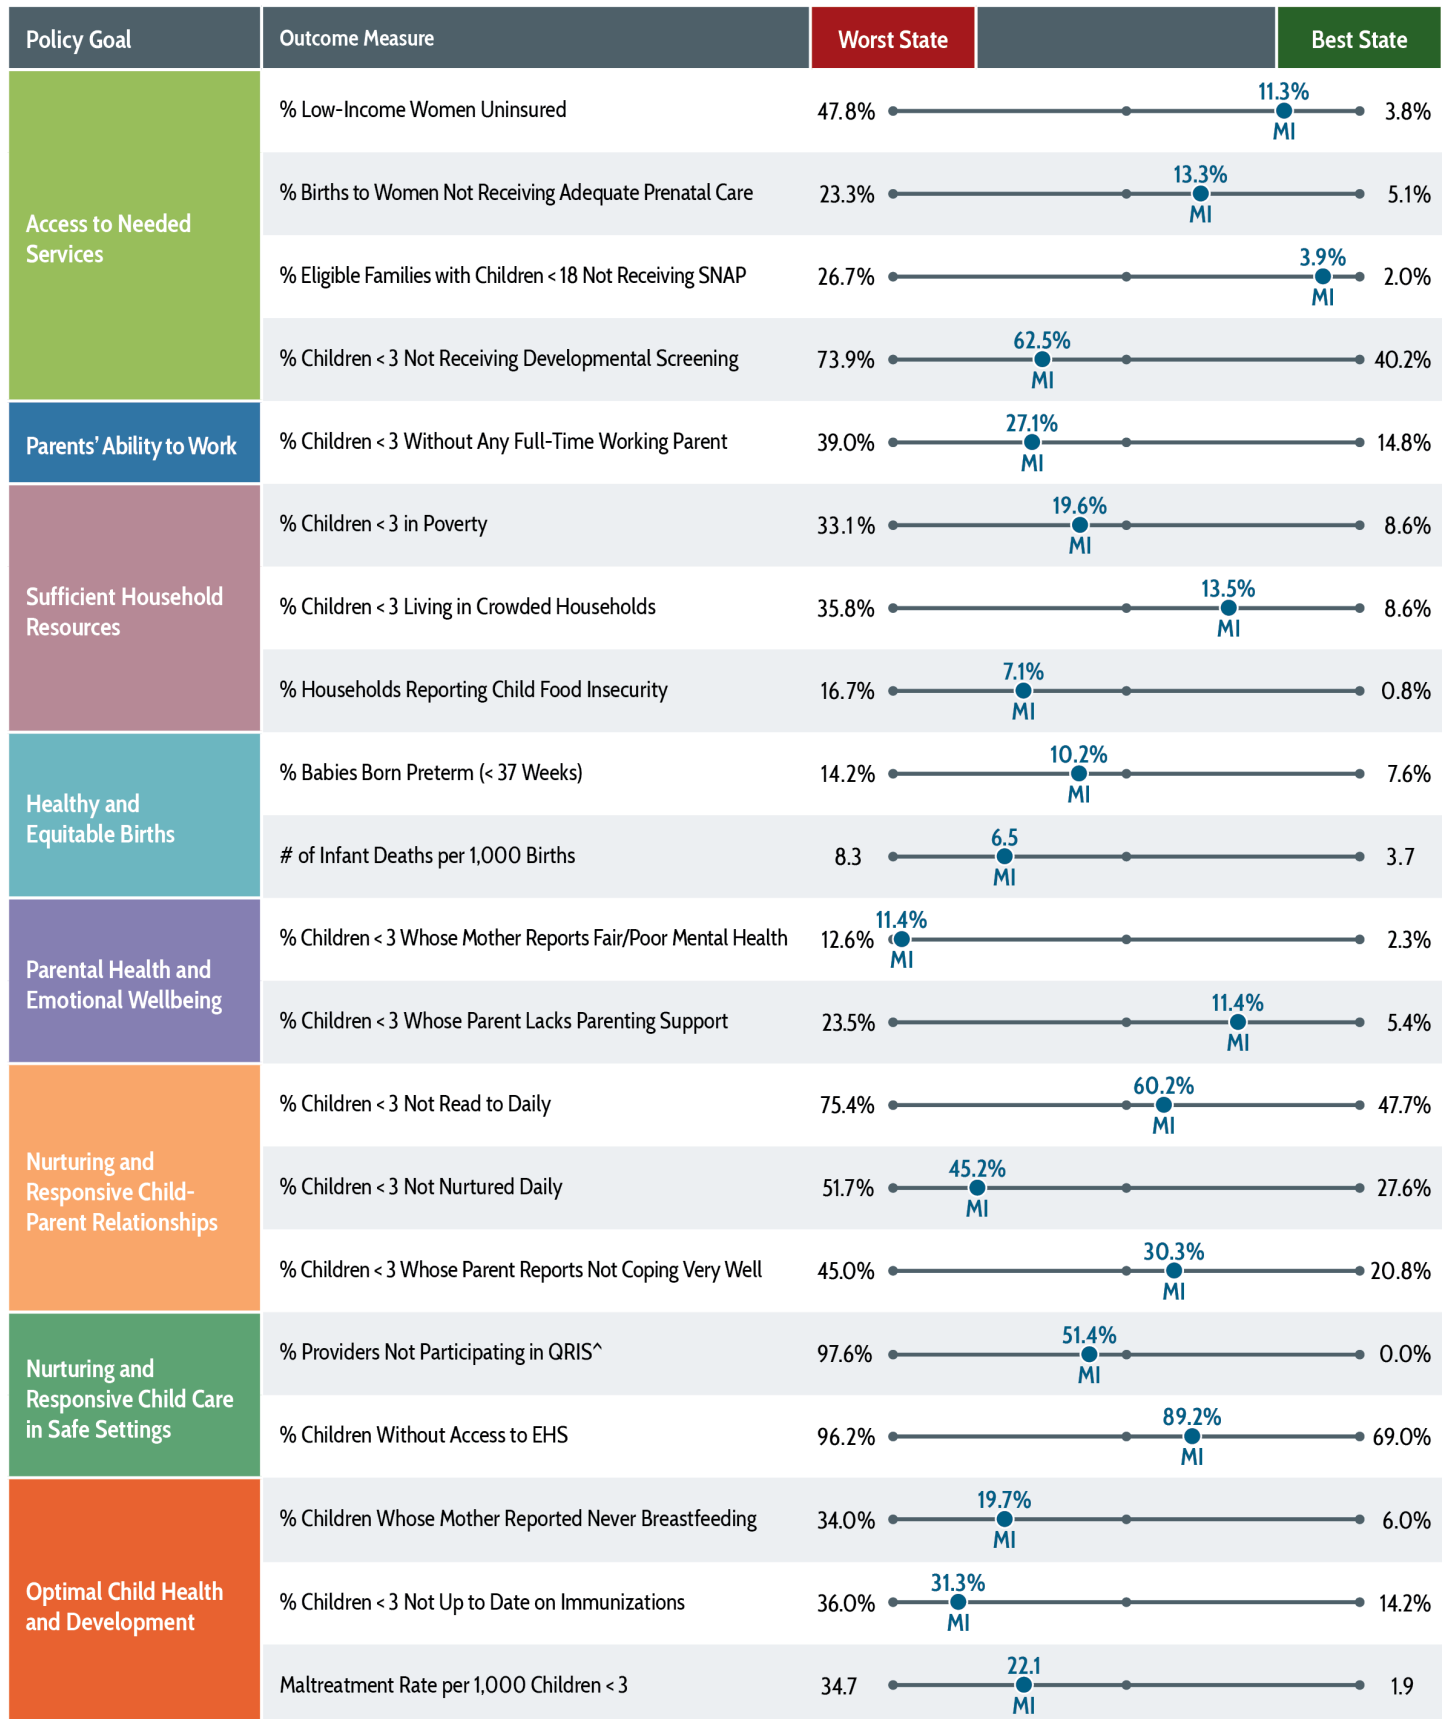 Policy Goal
Outcome Measure
Worst State
Best State
Access to Needed
Services
% Low-Income Women Uninsured
47.8%
11.3%
MI
3.8%
% Births to Women Not Receiving Adequate Prenatal Care
23.3%
13.3%
MI
5.1%
% Eligible Families with Children < 18 Not Receiving SNAP
26.7%
3.9%
MI
2.0%
% Children < 3 Not Receiving Developmental Screening
73.9%
62.5%
MI
40.2%
Parents' Ability to Work
% Children < 3 Without Any Full-Time Working Parent
39.0%
27.1%
MI
14.8%
Sufficient Household
Resources
% Children < 3 in Poverty
33.1%
19.6%
MI
8.6%
% Children < 3 Living in Crowded Households
35.8%
13.5%
MI
8.6%
% Households Reporting Child Food Insecurity
16.7%
7.1%
MI
0.8%
Healthy and
Equitable Births
% Babies Born Preterm (< 37 Weeks)
14.2%
10.2%
MI
7.6%
# of Infant Deaths per 1,000 Births
8.3
6.5
MI
3.7
Parental Health and
Emotional Wellbeing
% Children < 3 Whose Mother Reports Fair/Poor Mental Health
12.6%
11.4%
MI
2.3%
% Children < 3 Whose Parent Lacks Parenting Support
23.5%
11.4%
MI
5.4%
Nurturing and
Responsive Child-
Parent Relationships
% Children < 3 Not Read to Daily
75.4%
60.2%
MI
47.7%
% Children < 3 Not Nurtured Daily
51.7%
45.2%
MI
27.6%
% Children < 3 Whose Parent Reports Not Coping Very Well
45.0%
30.3%
MI
20.8%
Nurturing and
Responsive Child Care
in Safe Settings
% Providers Not Participating in QRIS^
97.6%
51.4%
MI
0.0%
% Children Without Access to EHS
96.2%
89.2%
MI
69.0%
Optimal Child Health
and Development
% Children Whose Mother Reported Never Breastfeeding
34.0%
19.7%
MI
6.0%
% Children < 3 Not Up to Date on Immunizations
36.0%
31.3%
MI
14.2%
Maltreatment Rate per 1,000 Children < 3
34.7
22.1
MI
1.9